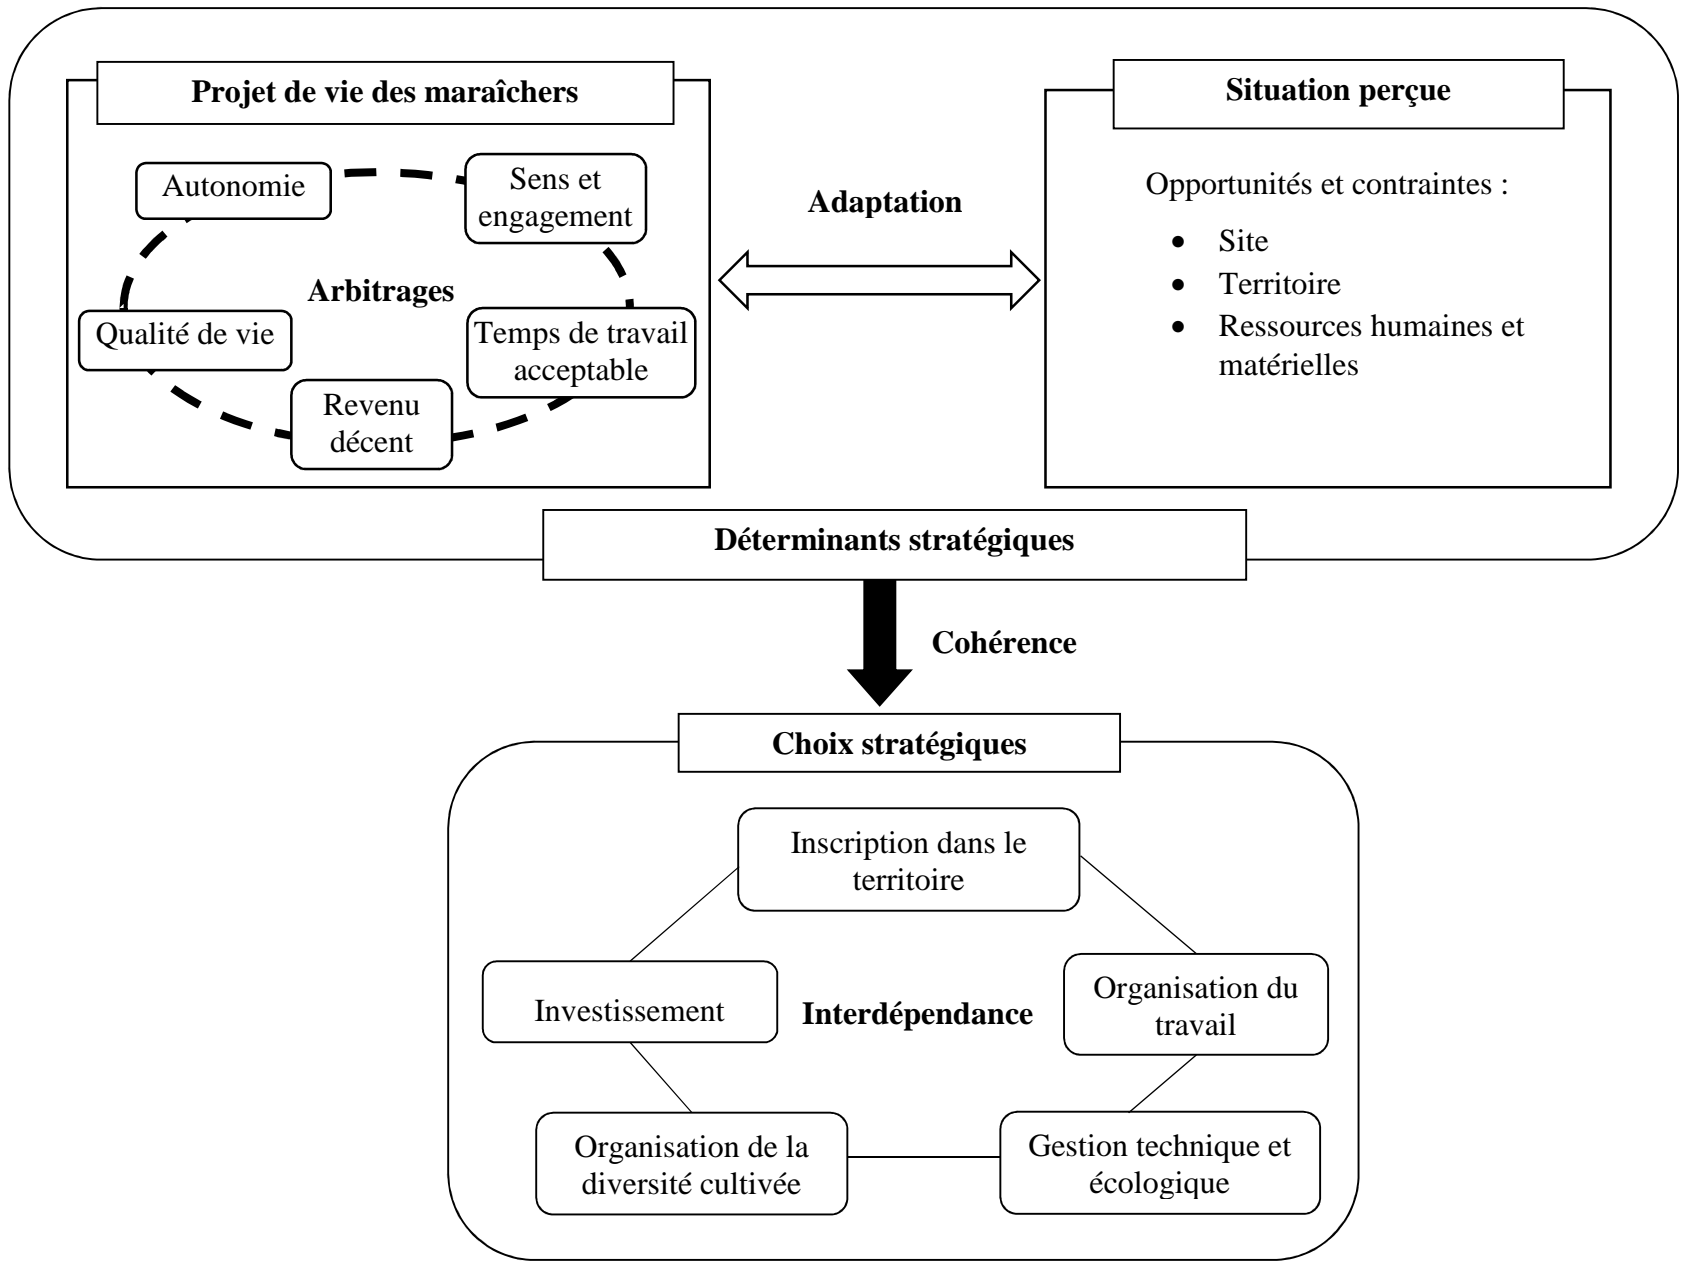 Projet de vie des maraîchers
Autonomie
Sens et
engagement
Arbitrages
Qualité de vie
Temps de travail
acceptable
Revenu
décent
Adaptation
Situation perçue
Opportunités et contraintes :
• Site
• Territoire
• Ressources humaines et
matérielles
Déterminants stratégiques
Cohérence
Choix stratégiques
Inscription dans le
territoire
Investissement
Interdépendance
Organisation du
travail
Organisation de la
diversité cultivée
Gestion technique et
écologique